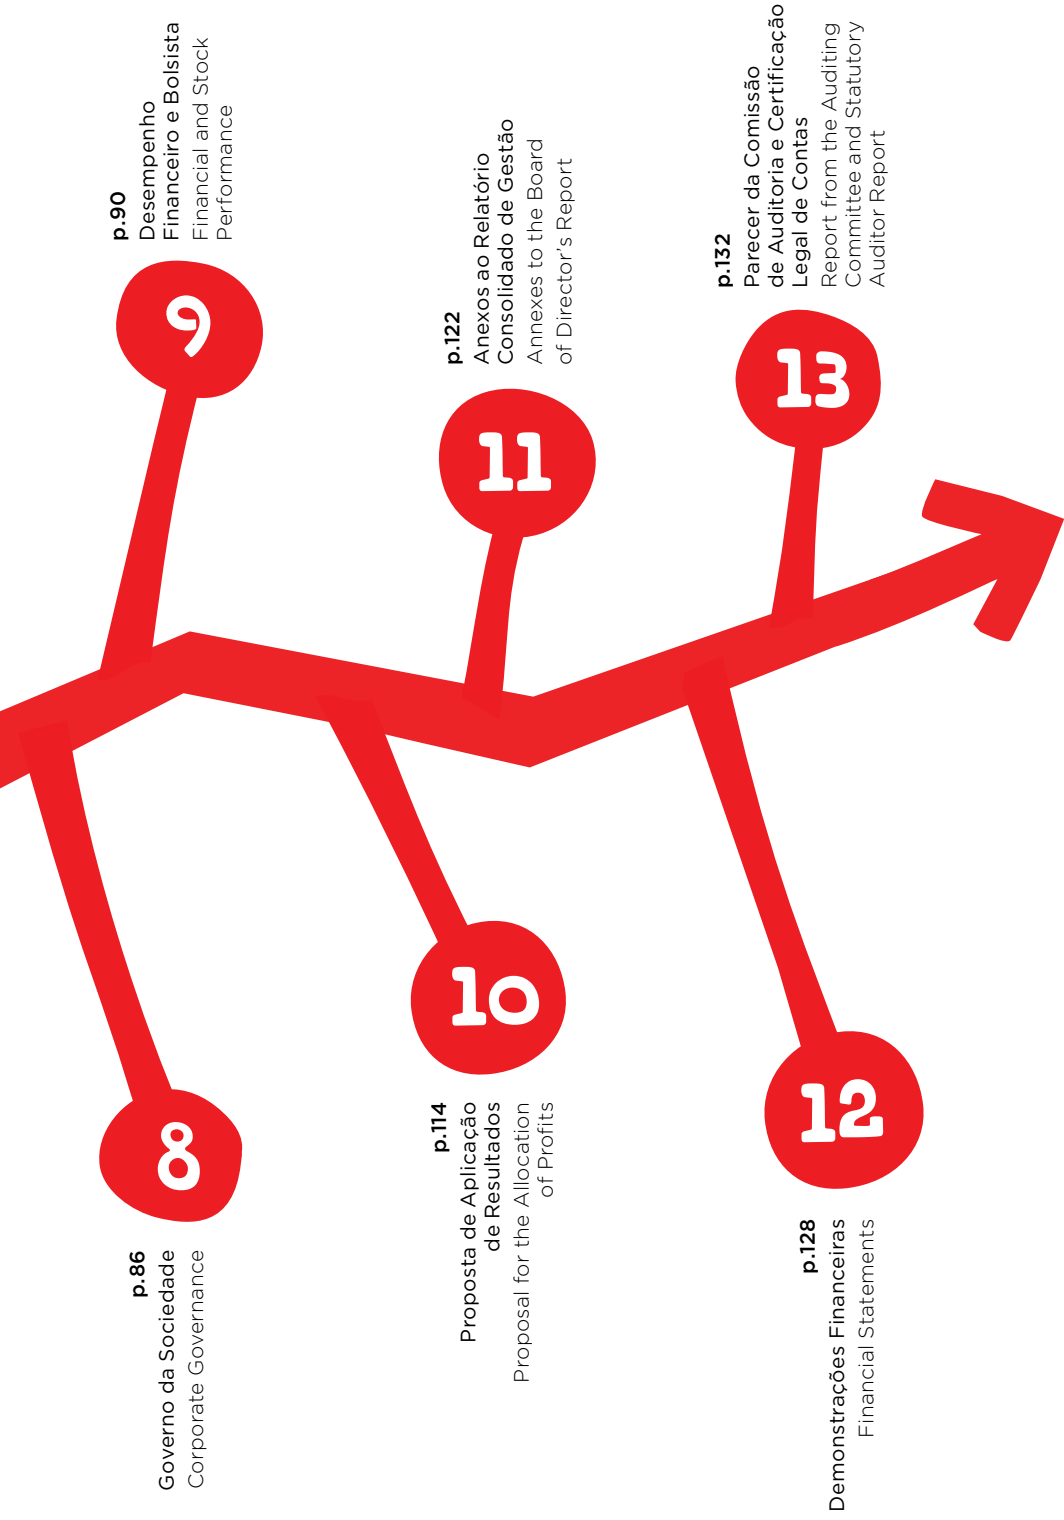 8
p.86
Governo da Sociedade
Corporate Governance
9
p.90
Desempenho
Financeiro e Bolsista
Financial and Stock
Performance
10
p.114
Proposta de Aplicação
de Resultados
Proposal for the Allocation
of Profits
11
p.122
Anexos ao Relatório
Consolidado de Gestão
Annexes to the Board
of Director's Report
12
p.128
Demonstrações Financeiras
Financial Statements
13
p.132
Parecer da Comissão
de Auditoria e Certificação
Legal de Contas
Report from the Auditing
Committee and Statutory
Auditor Report